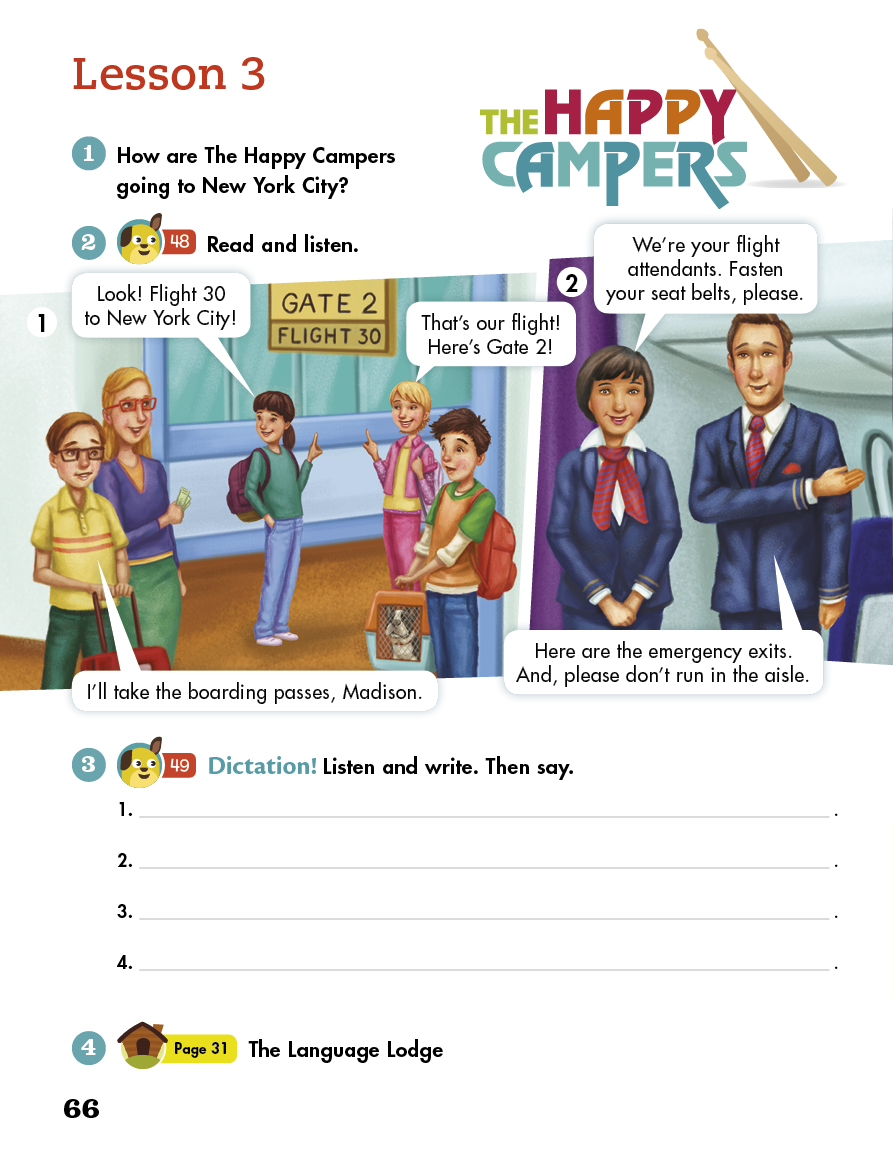 Lesson 3
THE HAPPY
CAMPERS
1 How are The Happy Campers
going to New York City?
2 48 Read and listen.
1
Look! Flight 30
to New York City!
GATE 2
FLIGHT 30
That's our flight!
Here's Gate 2!
I'll take the boarding passes, Madison.
2
We're your flight
attendants. Fasten
your seat belts, please.
Here are the emergency exits.
And, please don't run in the aisle.
3 49 Dictation! Listen and write. Then say.
1. .
2. .
3. .
4. .
4 Page 31 The Language Lodge
66